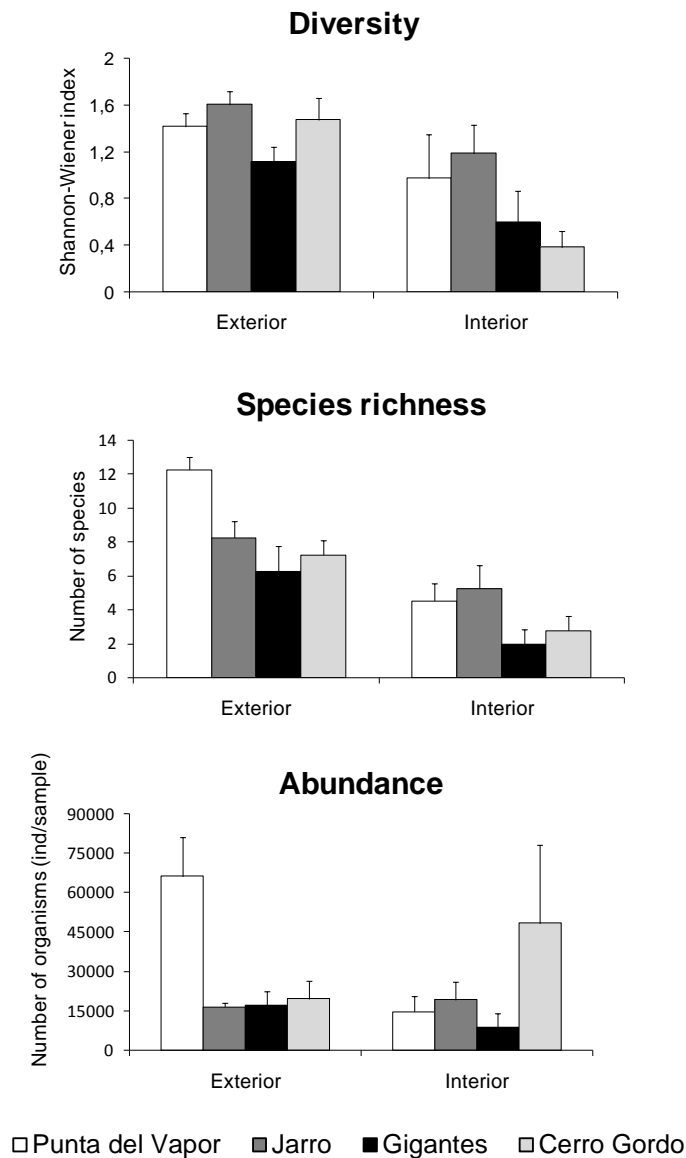 Diversity
Shannon-Wiener index
2
1,6
1,2
0,8
0,4
0
Exterior Interior
Species richness
Number of species
14
12
10
8
6
4
2
0
Exterior Interior
Abundance
Number of organisms (ind/sample)
90000
75000
60000
45000
30000
15000
0
Exterior Interior
Punta del Vapor Jarro Gigantes Cerro Gordo